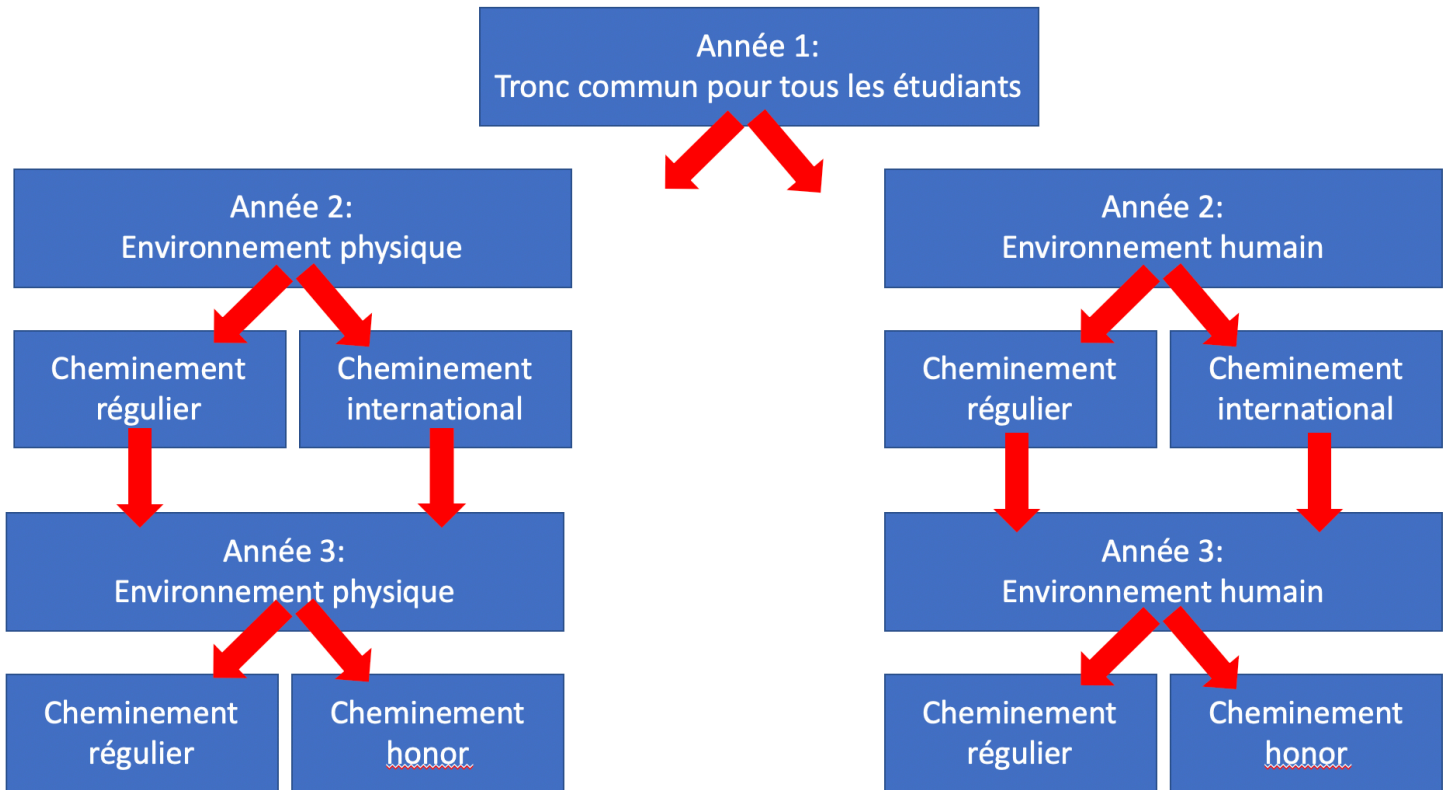 Année 1:
Tronc commun pour tous les étudiants
Année 2:
Environnement physique
Année 2:
Environnement humain
Cheminement
régulier
Cheminement
international
Cheminement
régulier
Cheminement
international
Année 3:
Environnement physique
Année 3:
Environnement humain
Cheminement
régulier
Cheminement
honor
Cheminement
régulier
Cheminement
honor